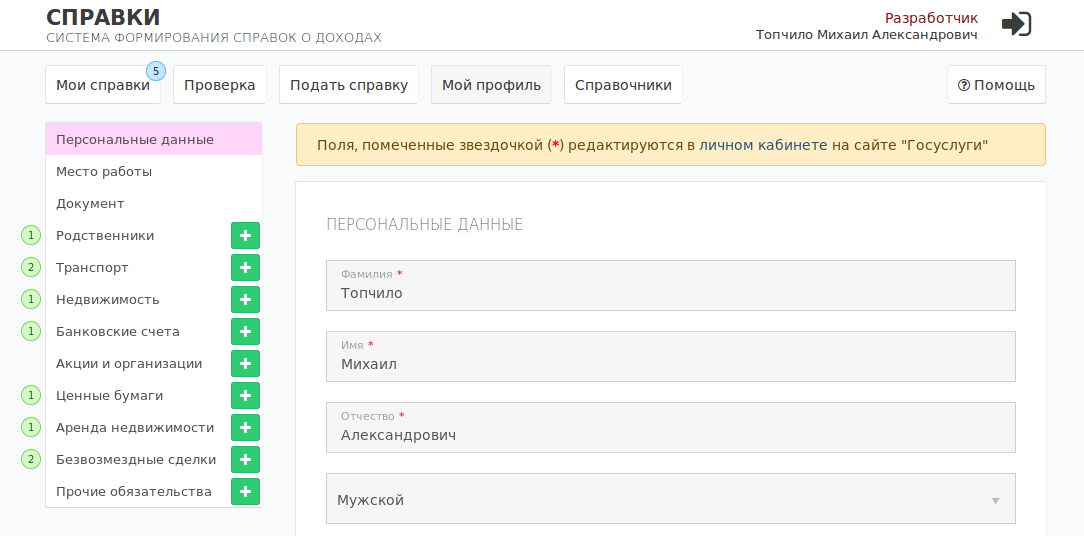 СПРАВКИ
СИСТЕМА ФОРМИРОВАНИЯ СПРАВОК О ДОХОДАХ
Разработчик
Топчило Михаил Александрович
Мои справки 5
Проверка
Подать справку
Мой профиль
Справочники
Помощь
Персональные данные
Место работы
Документ
1 Родственники
2 Транспорт
1 Недвижимость
1 Банковские счета
Акции и организации
1 Ценные бумаги
1 Аренда недвижимости
2 Безвозмездные сделки
Прочие обязательства
Поля, помеченные звездочкой (*) редактируются в личном кабинете на сайте "Госуслуги"
ПЕРСОНАЛЬНЫЕ ДАННЫЕ
Фамилия *
Топчило
Имя *
Михаил
Отчество *
Александрович
Мужской